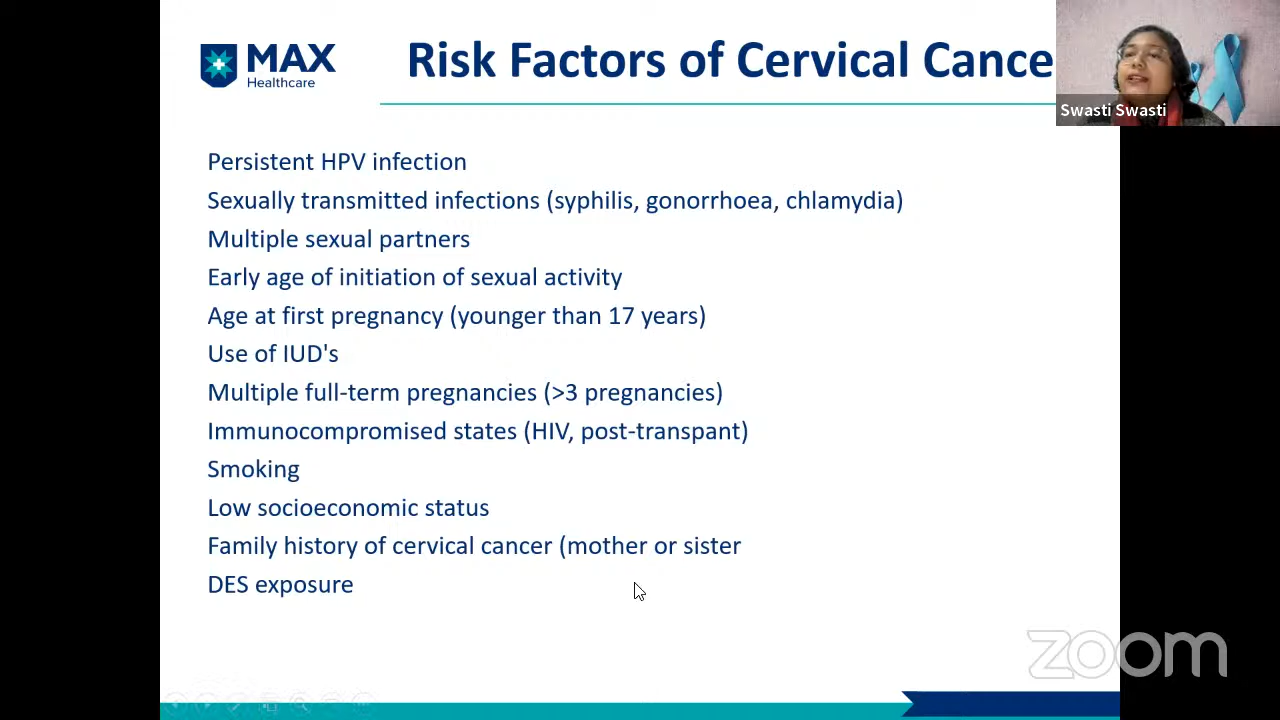 MAX
Healthcare
Risk Factors of Cervical Cance
Swasti Swasti
Persistent HPV infection
Sexually transmitted infections (syphilis, gonorrhoea, chlamydia)
Multiple sexual partners
Early age of initiation of sexual activity
Age at first pregnancy (younger than 17 years)
Use of IUD's
Multiple full-term pregnancies (>3 pregnancies)
Immunocompromised states (HIV, post-transpant)
Smoking
Low socioeconomic status
Family history of cervical cancer (mother or sister
DES exposure
zoom